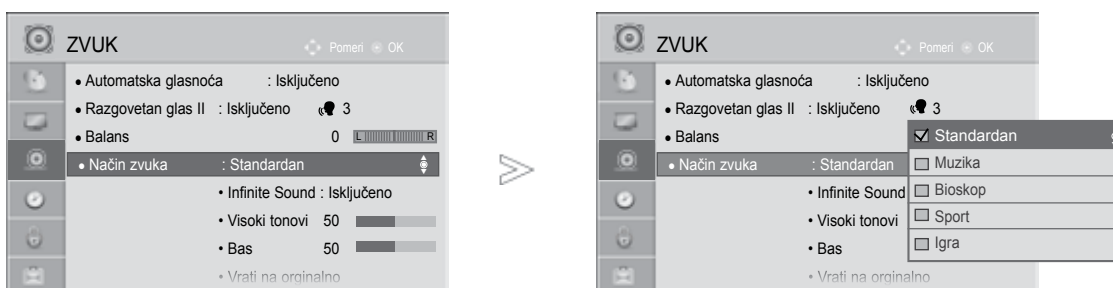 ZVUK
Pomeri OK
• Automatska glasnoća : Isključeno
• Razgovetan glas II : Isključeno 3
• Balans 0 L R
• Način zvuka : Standardan
• Infinite Sound : Isključeno
• Visoki tonovi 50
• Bas 50
• Vrati na orginalno
>
ZVUK
Pomeri OK
• Automatska glasnoća : Isključeno
• Razgovetan glas II : Isključeno 3
• Balans
• Način zvuka : Standardan
• Infinite Sound
• Visoki tonovi
• Bas
• Vrati na orginalno
Standardan
Muzika
Bioskop
Sport
Igra